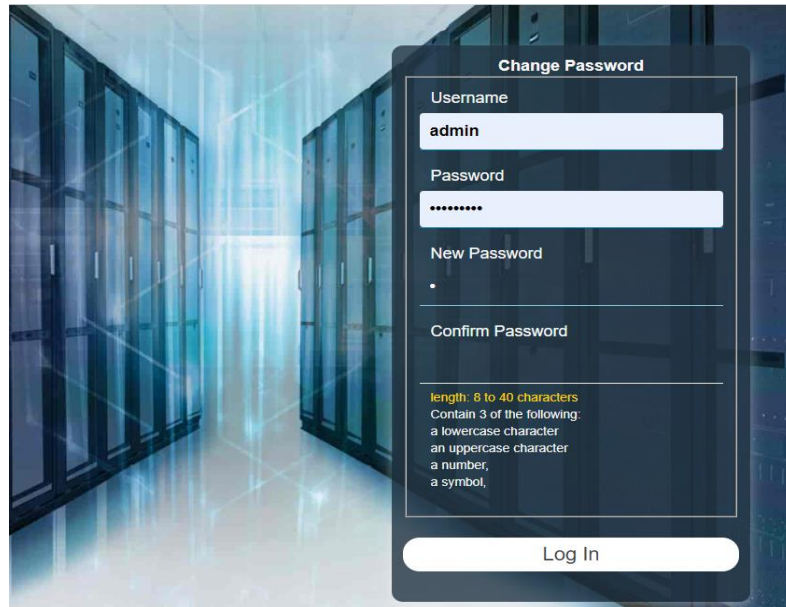 Change Password
Username
admin
Password
•••••••••
New Password
•
Confirm Password
length: 8 to 40 characters
Contain 3 of the following:
a lowercase character
an uppercase character
a number,
a symbol,
Log In